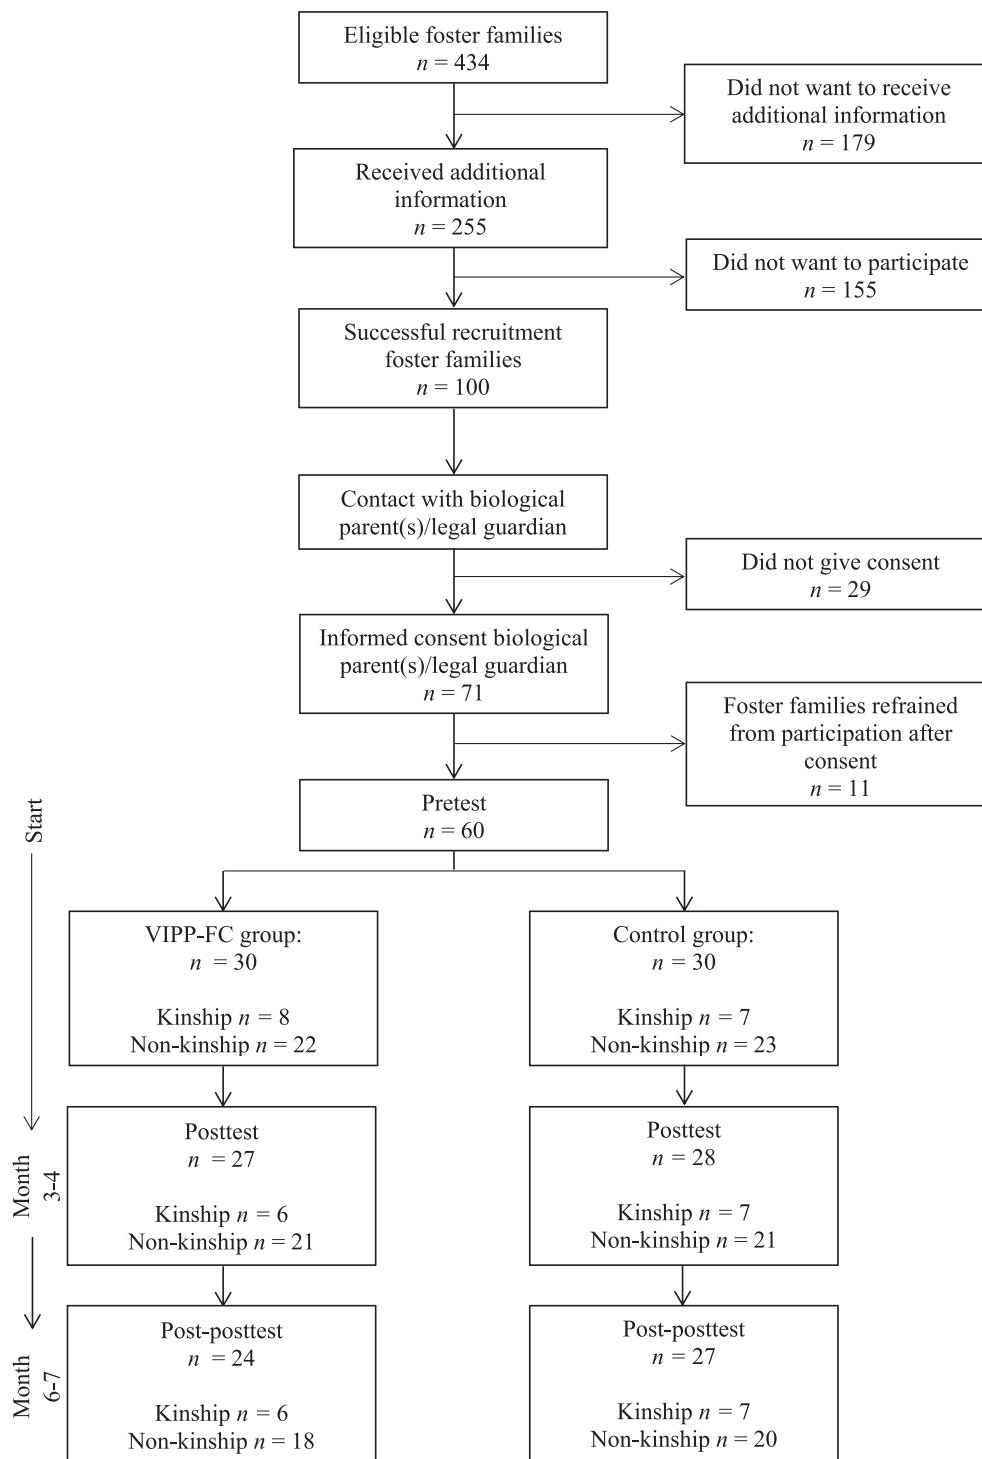 Eligible foster families
n = 434
Did not want to receive
additional information
n = 179
Received additional
information
n = 255
Did not want to participate
n = 155
Successful recruitment
foster families
n = 100
Contact with biological
parent(s)/legal guardian
Did not give consent
n = 29
Informed consent biological
parent(s)/legal guardian
n = 71
Foster families refrained
from participation after
consent
n = 11
Pretest
n = 60
Start
VIPP-FC group:
n = 30
Kinship n = 8
Non-kinship n = 22
Control group:
n = 30
Kinship n = 7
Non-kinship n = 23
Month
3-4
Posttest
n = 27
Kinship n = 6
Non-kinship n = 21
Posttest
n = 28
Kinship n = 7
Non-kinship n = 21
Month
6-7
Post-posttest
n = 24
Kinship n = 6
Non-kinship n = 18
Post-posttest
n = 27
Kinship n = 7
Non-kinship n = 20